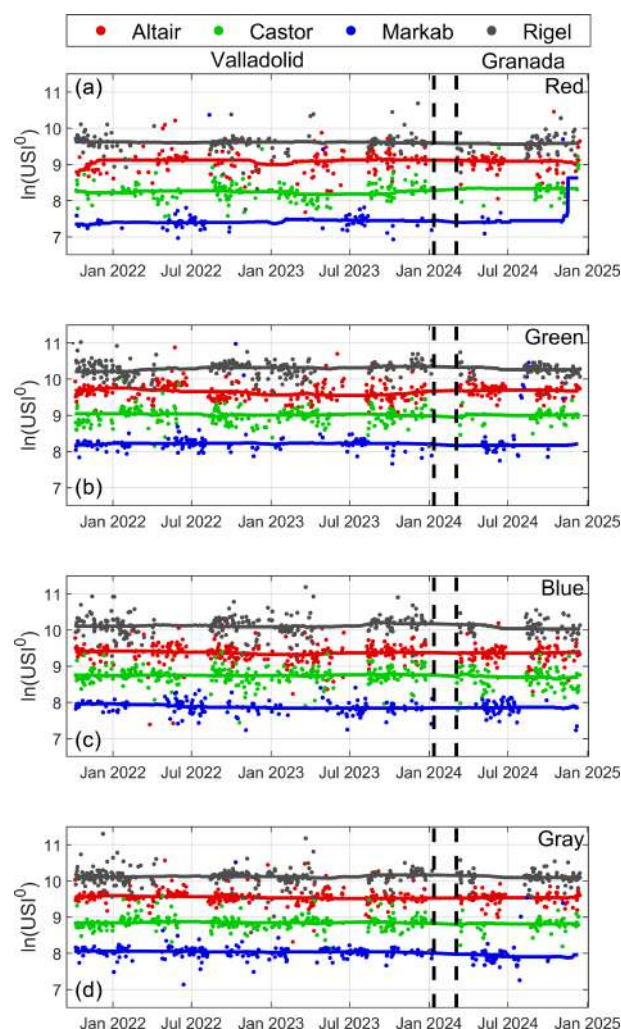 Altair Castor Markab Rigel
Valladolid Granada
(a) Red
ln(USI⁰)
11
10
9
8
7
Jan 2022 Jul 2022 Jan 2023 Jul 2023 Jan 2024 Jul 2024 Jan 2025
Green
ln(USI⁰)
11
10
9
8
7
(b)
Jan 2022 Jul 2022 Jan 2023 Jul 2023 Jan 2024 Jul 2024 Jan 2025
Blue
ln(USI⁰)
11
10
9
8
7
(c)
Jan 2022 Jul 2022 Jan 2023 Jul 2023 Jan 2024 Jul 2024 Jan 2025
Gray
ln(USI⁰)
11
10
9
8
7
(d)
Jan 2022 Jul 2022 Jan 2023 Jul 2023 Jan 2024 Jul 2024 Jan 2025